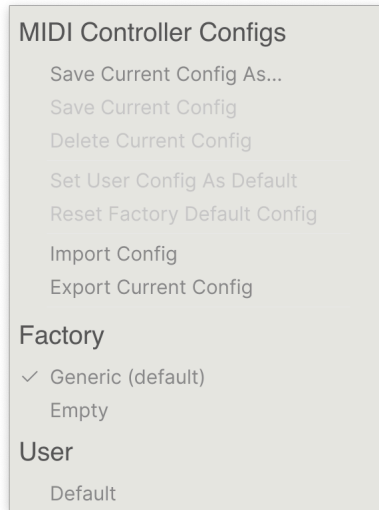 MIDI Controller Configs
Save Current Config As...
Save Current Config
Delete Current Config
Set User Config As Default
Reset Factory Default Config
Import Config
Export Current Config
Factory
Generic (default)
Empty
User
Default